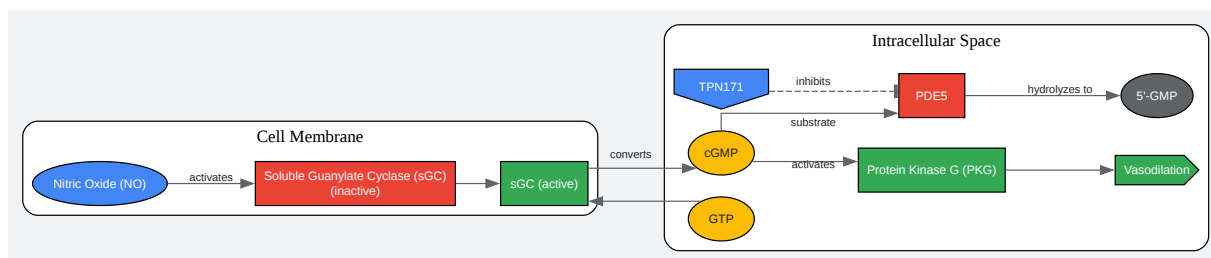 Intracellular Space
TPN171
inhibits
PDE5
hydrolyzes to
5'-GMP
substrate
Cell Membrane
converts
cGMP
activates
Protein Kinase G (PKG)
Vasodilation
Nitric Oxide (NO)
activates
Soluble Guanylate Cyclase (sGC)
(inactive)
sGC (active)
GTP